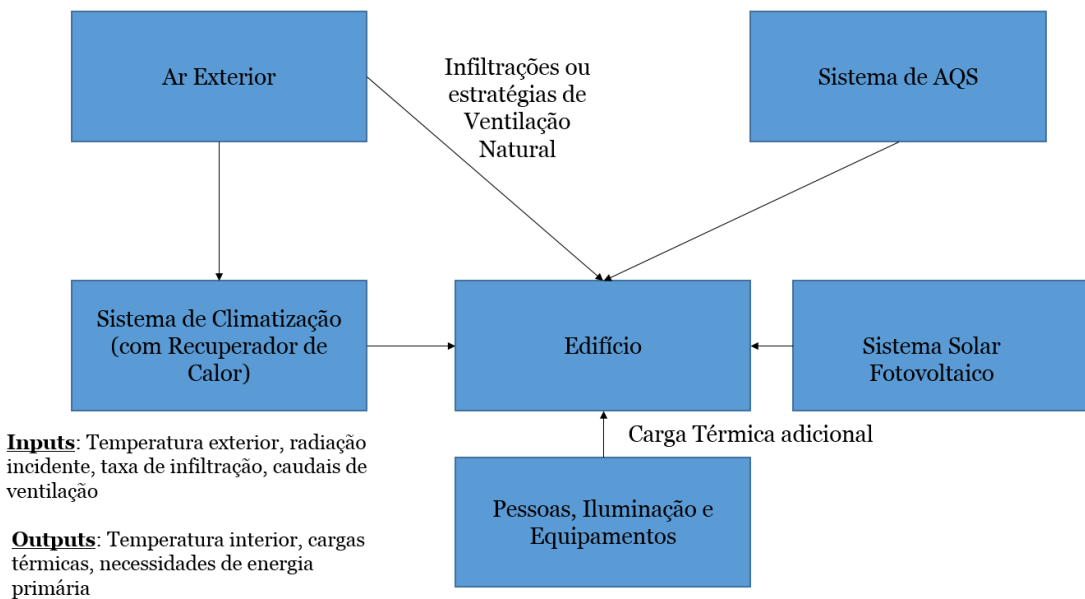 Ar Exterior
Infiltrações ou
estratégias de
Ventilação
Natural
Sistema de AQS
Sistema de Climatização
(com Recuperador de
Calor)
Edifício
Sistema Solar
Fotovoltaico
Inputs: Temperatura exterior, radiação
incidente, taxa de infiltração, caudais de
ventilação
Carga Térmica adicional
Pessoas, Iluminação e
Equipamentos
Outputs: Temperatura interior, cargas
térmicas, necessidades de energia
primária